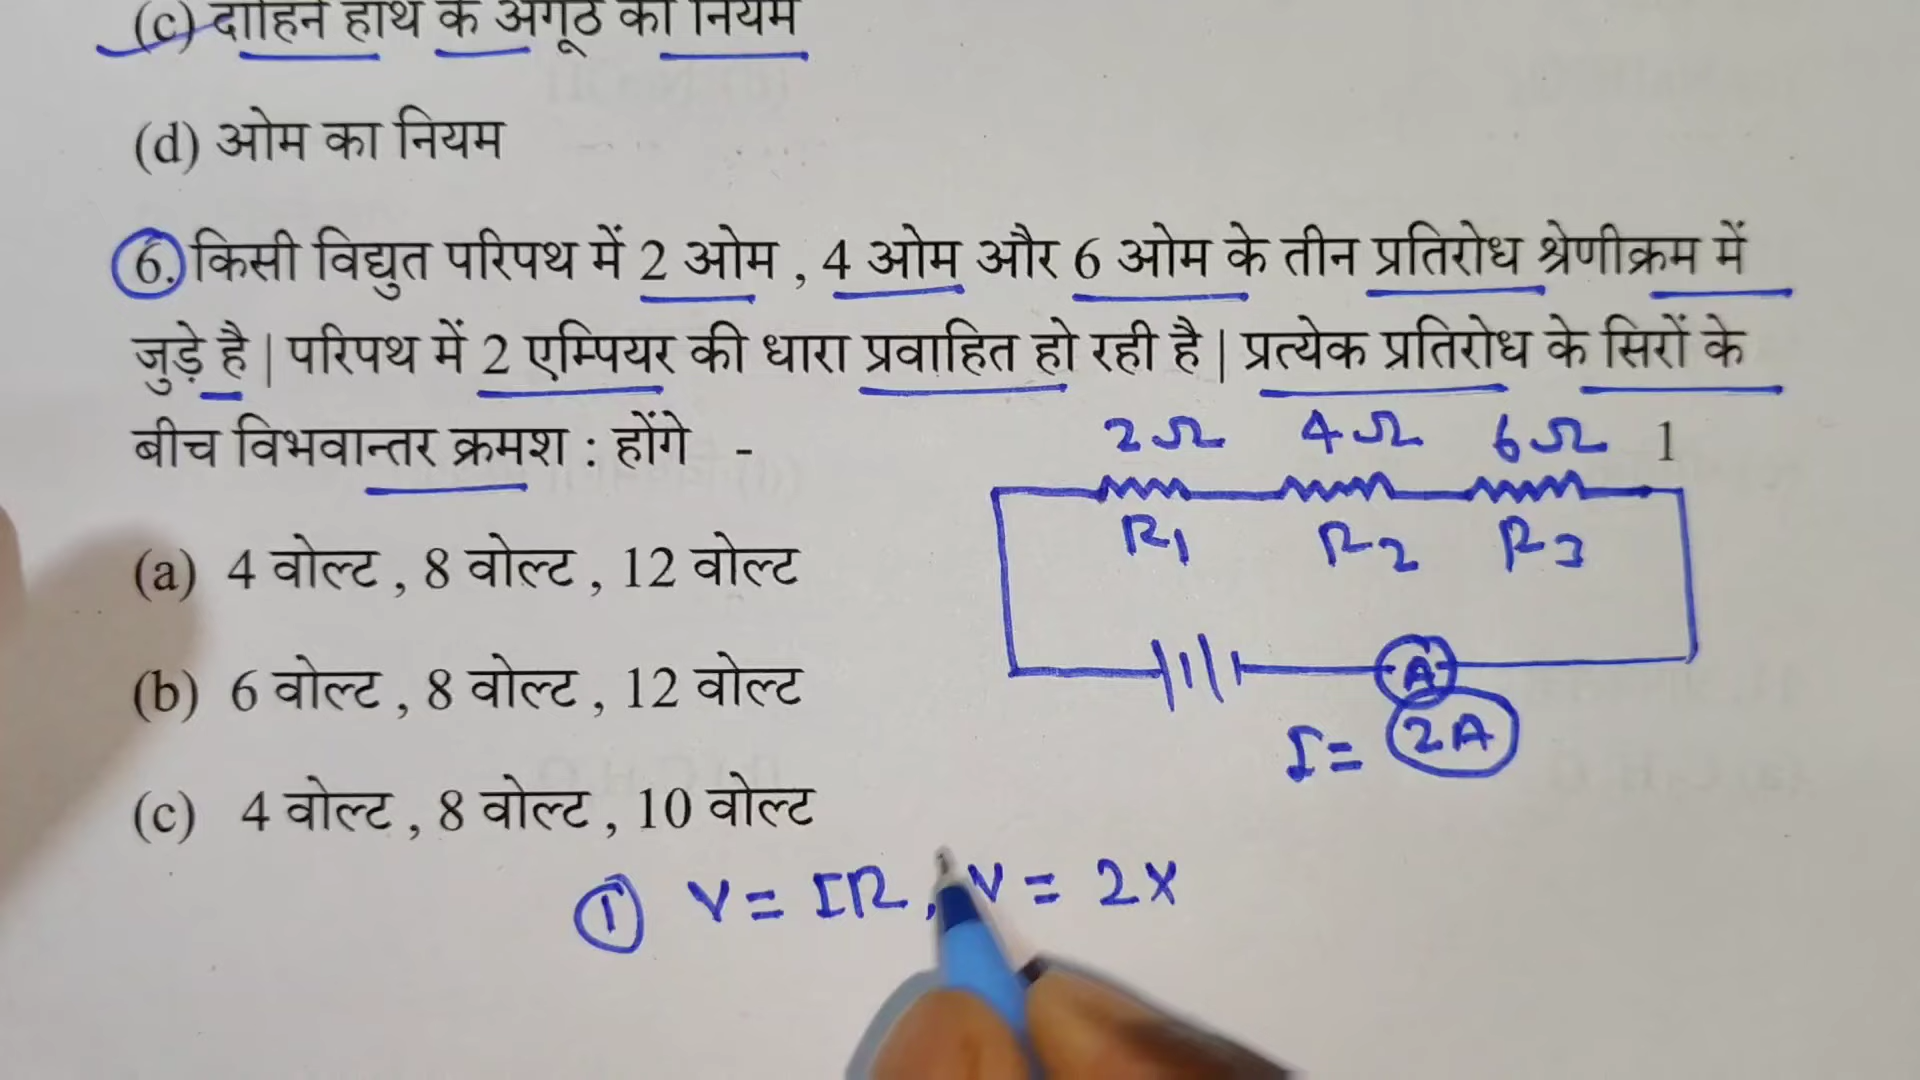 (c) दाहिने हाथ के अंगूठे का नियम
(d) ओम का नियम
6. किसी विद्युत परिपथ में 2 ओम , 4 ओम और 6 ओम के तीन प्रतिरोध श्रेणीक्रम में
जुड़े है | परिपथ में 2 एम्पियर की धारा प्रवाहित हो रही है | प्रत्येक प्रतिरोध के सिरों के
बीच विभवान्तर क्रमश : होंगे - 1
2Ω 4Ω 6Ω
R1 R2 R3
(a) 4 वोल्ट , 8 वोल्ट , 12 वोल्ट
(b) 6 वोल्ट , 8 वोल्ट , 12 वोल्ट
A
I = 2A
(c) 4 वोल्ट , 8 वोल्ट , 10 वोल्ट
① V = IR, V = 2×